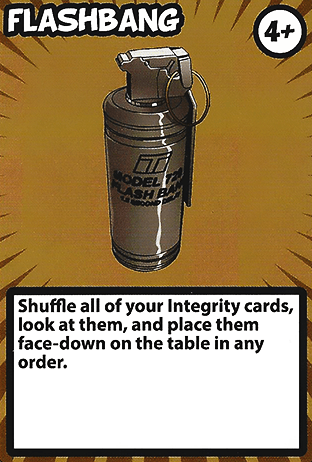 FLASHBANG
4+
MODEL
FLASH BANG
Shuffle all of your Integrity cards,
look at them, and place them
face-down on the table in any
order.